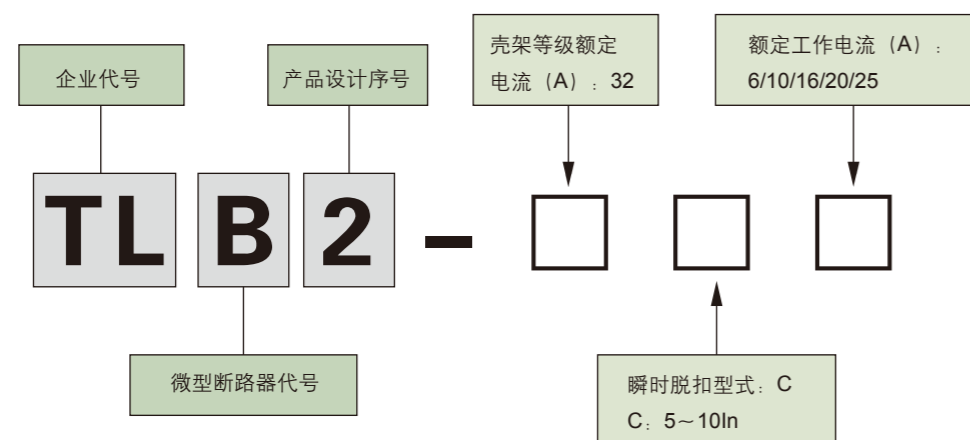 企业代号
产品设计序号
壳架等级额定
电流（A）：32
额定工作电流（A）：
6/10/16/20/25
TL B 2 –
微型断路器代号
瞬时脱扣型式：C
C：5～10In